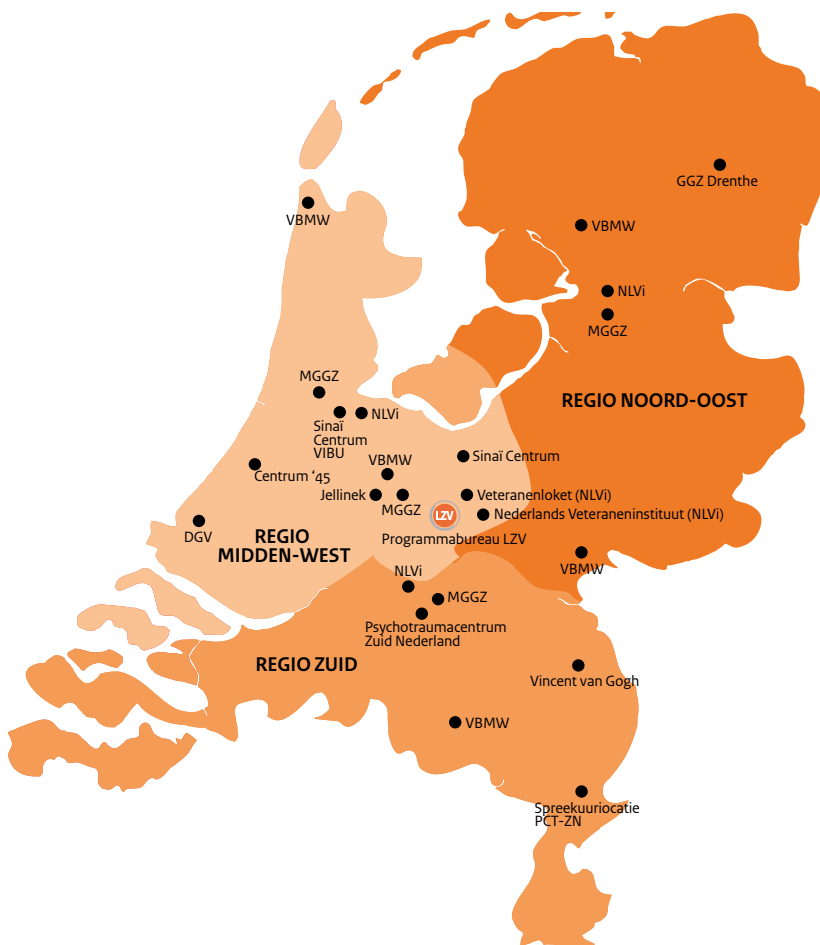 GGZ Drenthe
VBMW
VBMW
NLVi
MGGZ
MGGZ
REGIO NOORD-OOST
NLVi
Sinaï
Centrum
VIBU
VBMW
Sinaï Centrum
Centrum ‘45
Jellinek
MGGZ
Veteranenloket (NLVi)
LZV
Nederlands Veteraneninstituut (NLVi)
DGV
REGIO
MIDDEN-WEST
Programmabureau LZV
VBMW
NLVi
MGGZ
Psychotraumacentrum
Zuid Nederland
REGIO ZUID
Vincent van Gogh
VBMW
Spreekuuriocatie
PCT-ZN